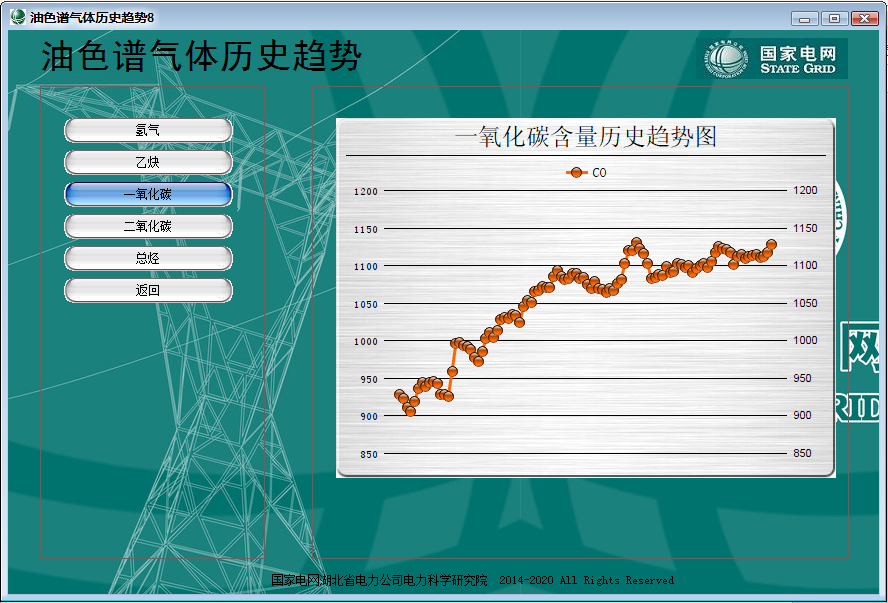 油色谱气体历史趋势8
油色谱气体历史趋势
国家电网
STATE GRID
氢气
乙炔
一氧化碳
二氧化碳
总烃
返回
一氧化碳含量历史趋势图
CO
1200 1200
1150 1150
1100 1100
1050 1050
1000 1000
950 950
900 900
850 850
网
RID
国家电网湖北省电力公司电力科学研究院 2014-2020 All Rights Reserved